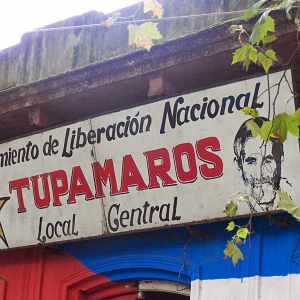 miento de Liberación Nacional
TUPAMAROS
Local Central